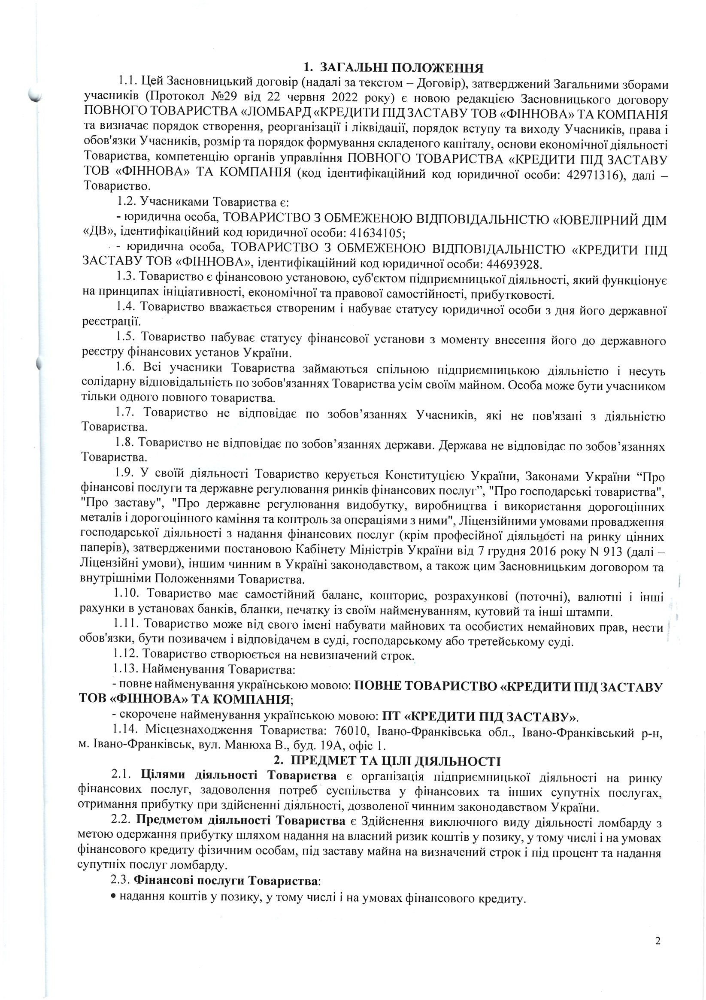 1. ЗАГАЛЬНІ ПОЛОЖЕННЯ
1.1. Цей Засновницький договір (надалі за текстом – Договір), затверджений Загальними зборами
учасників (Протокол №29 від 22 червня 2022 року) є новою редакцією Засновницького договору
ПОВНОГО ТОВАРИСТВА «ЛОМБАРД «КРЕДИТИ ПІД ЗАСТАВУ ТОВ «ФІННОВА» ТА КОМПАНІЯ
та визначає порядок створення, реорганізації і ліквідації, порядок вступу та виходу Учасників, права і
обов'язки Учасників, розмір та порядок формування складеного капіталу, основи економічної діяльності
Товариства, компетенцію органів управління ПОВНОГО ТОВАРИСТВА «КРЕДИТИ ПІД ЗАСТАВУ
ТОВ «ФІННОВА» ТА КОМПАНІЯ (код ідентифікаційний код юридичної особи: 42971316), далі –
Товариство.
1.2. Учасниками Товариства є:
- юридична особа, ТОВАРИСТВО З ОБМЕЖЕНОЮ ВІДПОВІДАЛЬНІСТЮ «ЮВЕЛІРНИЙ ДІМ
«ДВ», ідентифікаційний код юридичної особи: 41634105;
- юридична особа, ТОВАРИСТВО З ОБМЕЖЕНОЮ ВІДПОВІДАЛЬНІСТЮ «КРЕДИТИ ПІД
ЗАСТАВУ ТОВ «ФІННОВА», ідентифікаційний код юридичної особи: 44693928.
1.3. Товариство є фінансовою установою, суб'єктом підприємницької діяльності, який функціонує
на принципах ініціативності, економічної та правової самостійності, прибутковості.
1.4. Товариство вважається створеним і набуває статусу юридичної особи з дня його державної
реєстрації.
1.5. Товариство набуває статусу фінансової установи з моменту внесення його до державного
реєстру фінансових установ України.
1.6. Всі учасники Товариства займаються спільною підприємницькою діяльністю і несуть
солідарну відповідальність по зобов'язаннях Товариства усім своїм майном. Особа може бути учасником
тільки одного повного товариства.
1.7. Товариство не відповідає по зобов’язаннях Учасників, які не пов'язані з діяльністю
Товариства.
1.8. Товариство не відповідає по зобов’язаннях держави. Держава не відповідає по зобов’язаннях
Товариства.
1.9. У своїй діяльності Товариство керується Конституцією України, Законами України “Про
фінансові послуги та державне регулювання ринків фінансових послуг”, "Про господарські товариства",
"Про заставу", "Про державне регулювання видобутку, виробництва і використання дорогоцінних
металів і дорогоцінного каміння та контроль за операціями з ними", Ліцензійними умовами провадження
господарської діяльності з надання фінансових послуг (крім професійної діяльності на ринку цінних
паперів), затвердженими постановою Кабінету Міністрів України від 7 грудня 2016 року N 913 (далі –
Ліцензійні умови), іншим чинним в Україні законодавством, а також цим Засновницьким договором та
внутрішніми Положеннями Товариства.
1.10. Товариство має самостійний баланс, кошторис, розрахункові (поточні), валютні і інші
рахунки в установах банків, бланки, печатку із своїм найменуванням, кутовий та інші штампи.
1.11. Товариство може від свого імені набувати майнових та особистих немайнових прав, нести
обов'язки, бути позивачем і відповідачем в суді, господарському або третейському суді.
1.12. Товариство створюється на невизначений строк.
1.13. Найменування Товариства:
- повне найменування українською мовою: ПОВНЕ ТОВАРИСТВО «КРЕДИТИ ПІД ЗАСТАВУ
ТОВ «ФІННОВА» ТА КОМПАНІЯ;
- скорочене найменування українською мовою: ПТ «КРЕДИТИ ПІД ЗАСТАВУ».
1.14. Місцезнаходження Товариства: 76010, Івано-Франківська обл., Івано-Франківський р-н,
м. Івано-Франківськ, вул. Манюха В., буд. 19А, офіс 1.
2. ПРЕДМЕТ ТА ЦІЛІ ДІЯЛЬНОСТІ
2.1. Цілями діяльності Товариства є організація підприємницької діяльності на ринку
фінансових послуг, задоволення потреб суспільства у фінансових та інших супутніх послугах,
отримання прибутку при здійсненні діяльності, дозволеної чинним законодавством України.
2.2. Предметом діяльності Товариства є Здійснення виключного виду діяльності ломбарду з
метою одержання прибутку шляхом надання на власний ризик коштів у позику, у тому числі і на умовах
фінансового кредиту фізичним особам, під заставу майна на визначений строк і під процент та надання
супутніх послуг ломбарду.
2.3. Фінансові послуги Товариства:
• надання коштів у позику, у тому числі і на умовах фінансового кредиту.
2